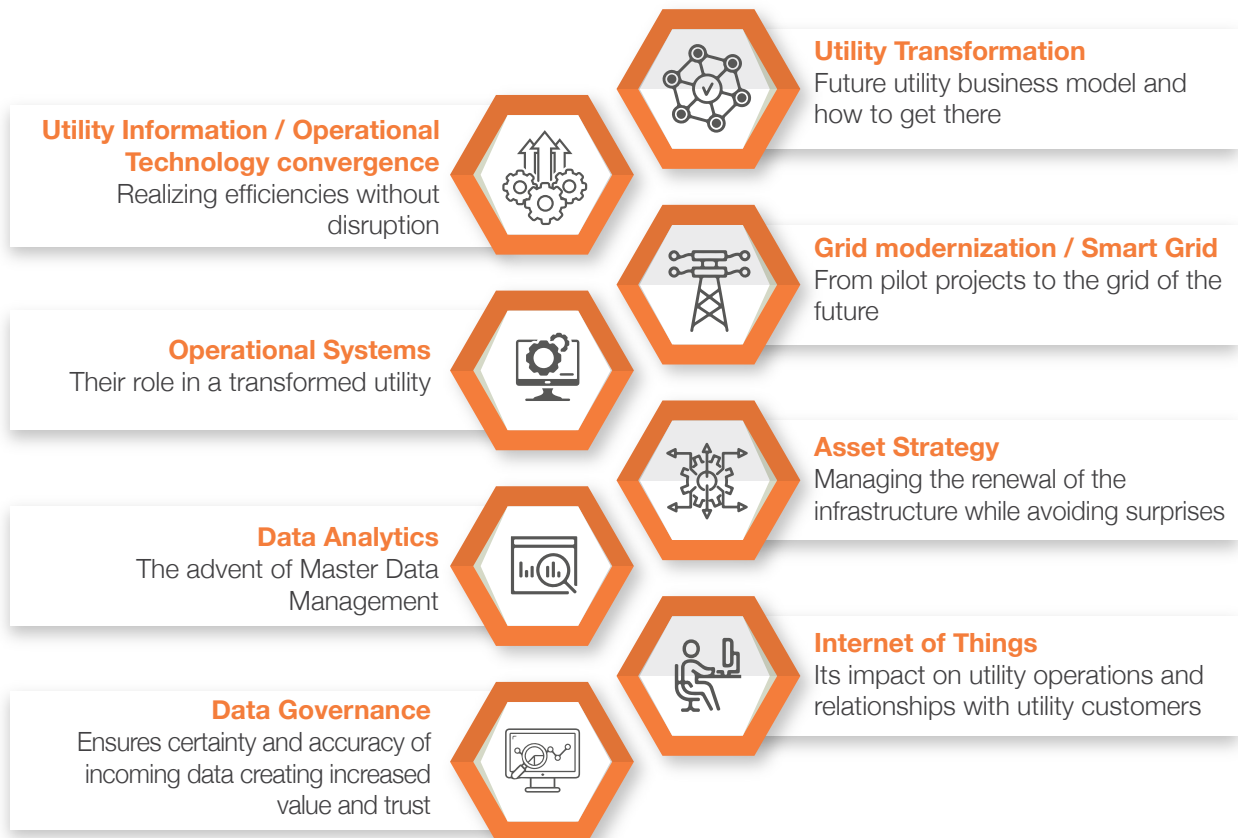 Utility Transformation
Future utility business model and
how to get there
Utility Information / Operational
Technology convergence
Realizing efficiencies without
disruption
Grid modernization / Smart Grid
From pilot projects to the grid of the
future
Operational Systems
Their role in a transformed utility
Asset Strategy
Managing the renewal of the
infrastructure while avoiding surprises
Data Analytics
The advent of Master Data
Management
Internet of Things
Its impact on utility operations and
relationships with utility customers
Data Governance
Ensures certainty and accuracy of
incoming data creating increased
value and trust